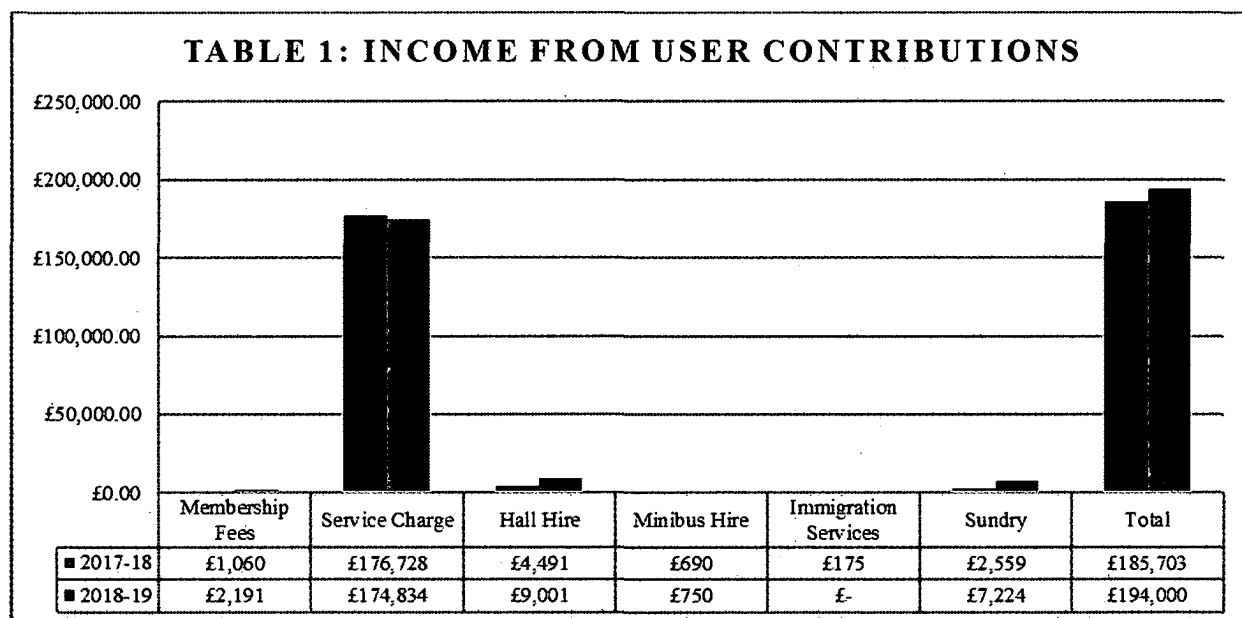 TABLE 1: INCOME FROM USER CONTRIBUTIONS
£250,000.00
£200,000.00
£150,000.00
£100,000.00
£50,000.00
£0.00
Membership Fees Service Charge Hall Hire Minibus Hire Immigration Services Sundry Total
2017-18 £1,060 £176,728 £4,491 £690 £175 £2,559 £185,703
2018-19 £2,191 £174,834 £9,001 £750 £- £7,224 £194,000